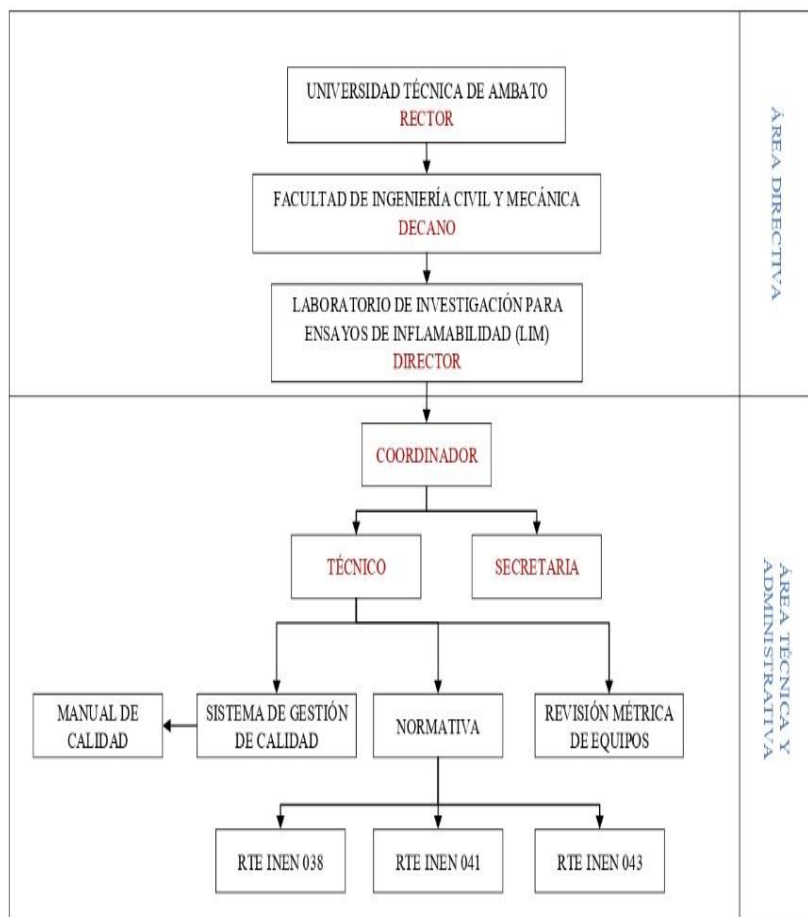 UNIVERSIDAD TÉCNICA DE AMBATO
RECTOR
FACULTAD DE INGENIERÍA CIVIL Y MECÁNICA
DECANO
LABORATORIO DE INVESTIGACIÓN PARA
ENSAYOS DE INFLAMABILIDAD (LIM)
DIRECTOR
ÁREA DIRECTIVA
COORDINADOR
TÉCNICO
SECRETARIA
MANUAL DE
CALIDAD
SISTEMA DE GESTIÓN
DE CALIDAD
NORMATIVA
REVISIÓN MÉTRICA
DE EQUIPOS
RTE INEN 038
RTE INEN 041
RTE INEN 043
ÁREA TÉCNICA Y
ADMINISTRATIVA